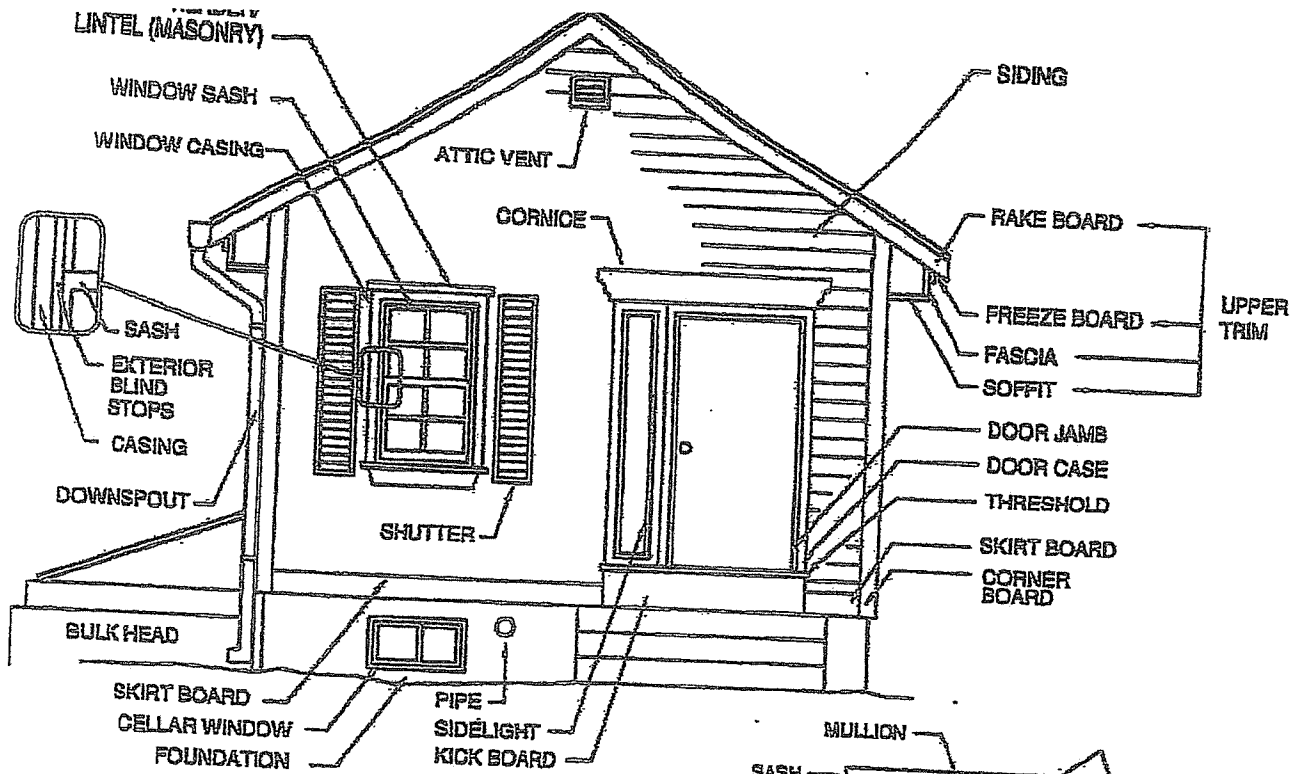 LINTEL (MASONRY)
WINDOW SASH
WINDOW CASING
ATTIC VENT
CORNICE
SIDING
RAKE BOARD
FREEZE BOARD
FASCIA
SOFFIT
UPPER
TRIM
SASH
EXTERIOR
BLIND
STOPS
CASING
DOWNSPOUT
SHUTTER
DOOR JAMB
DOOR CASE
THRESHOLD
SKIRT BOARD
CORNER
BOARD
BULK HEAD
SKIRT BOARD
CELLAR WINDOW
FOUNDATION
PIPE
SIDELIGHT
KICK BOARD
MULLION
SASH